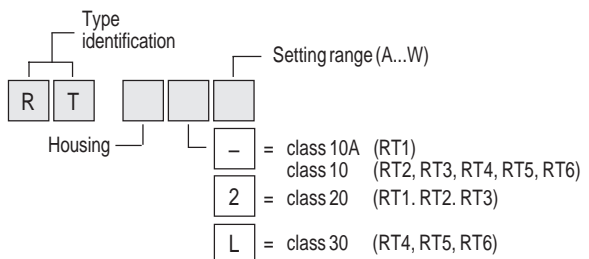 Type
identification
Setting range (A...W)
R T
Housing
– = class 10A (RT1)
class 10 (RT2, RT3, RT4, RT5, RT6)
2 = class 20 (RT1. RT2. RT3)
L = class 30 (RT4, RT5, RT6)